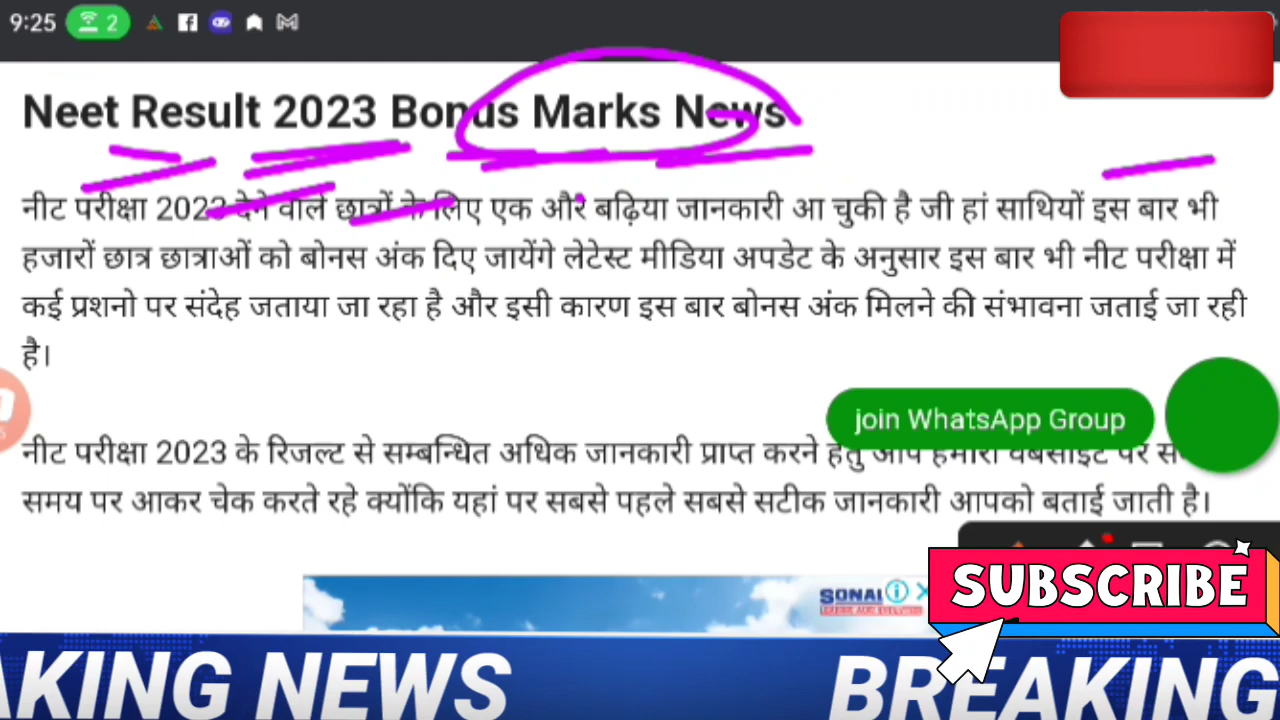 9:25 2
Neet Result 2023 Bonus Marks News
नीट परीक्षा 2023 देने वाले छात्रों के लिए एक और बढ़िया जानकारी आ चुकी है जी हां साथियों इस बार भी
हजारों छात्र छात्राओं को बोनस अंक दिए जायेंगे लेटेस्ट मीडिया अपडेट के अनुसार इस बार भी नीट परीक्षा में
कई प्रशनो पर संदेह जताया जा रहा है और इसी कारण इस बार बोनस अंक मिलने की संभावना जताई जा रही
है।
join WhatsApp Group
नीट परीक्षा 2023 के रिजल्ट से सम्बन्धित अधिक जानकारी प्राप्त करने हेतु आप हमारी वेबसाइट पर
समय पर आकर चेक करते रहे क्योंकि यहां पर सबसे पहले सबसे सटीक जानकारी आपको बताई जाती है।
SUBSCRIBE
SONALI
AKING NEWS BREAKING